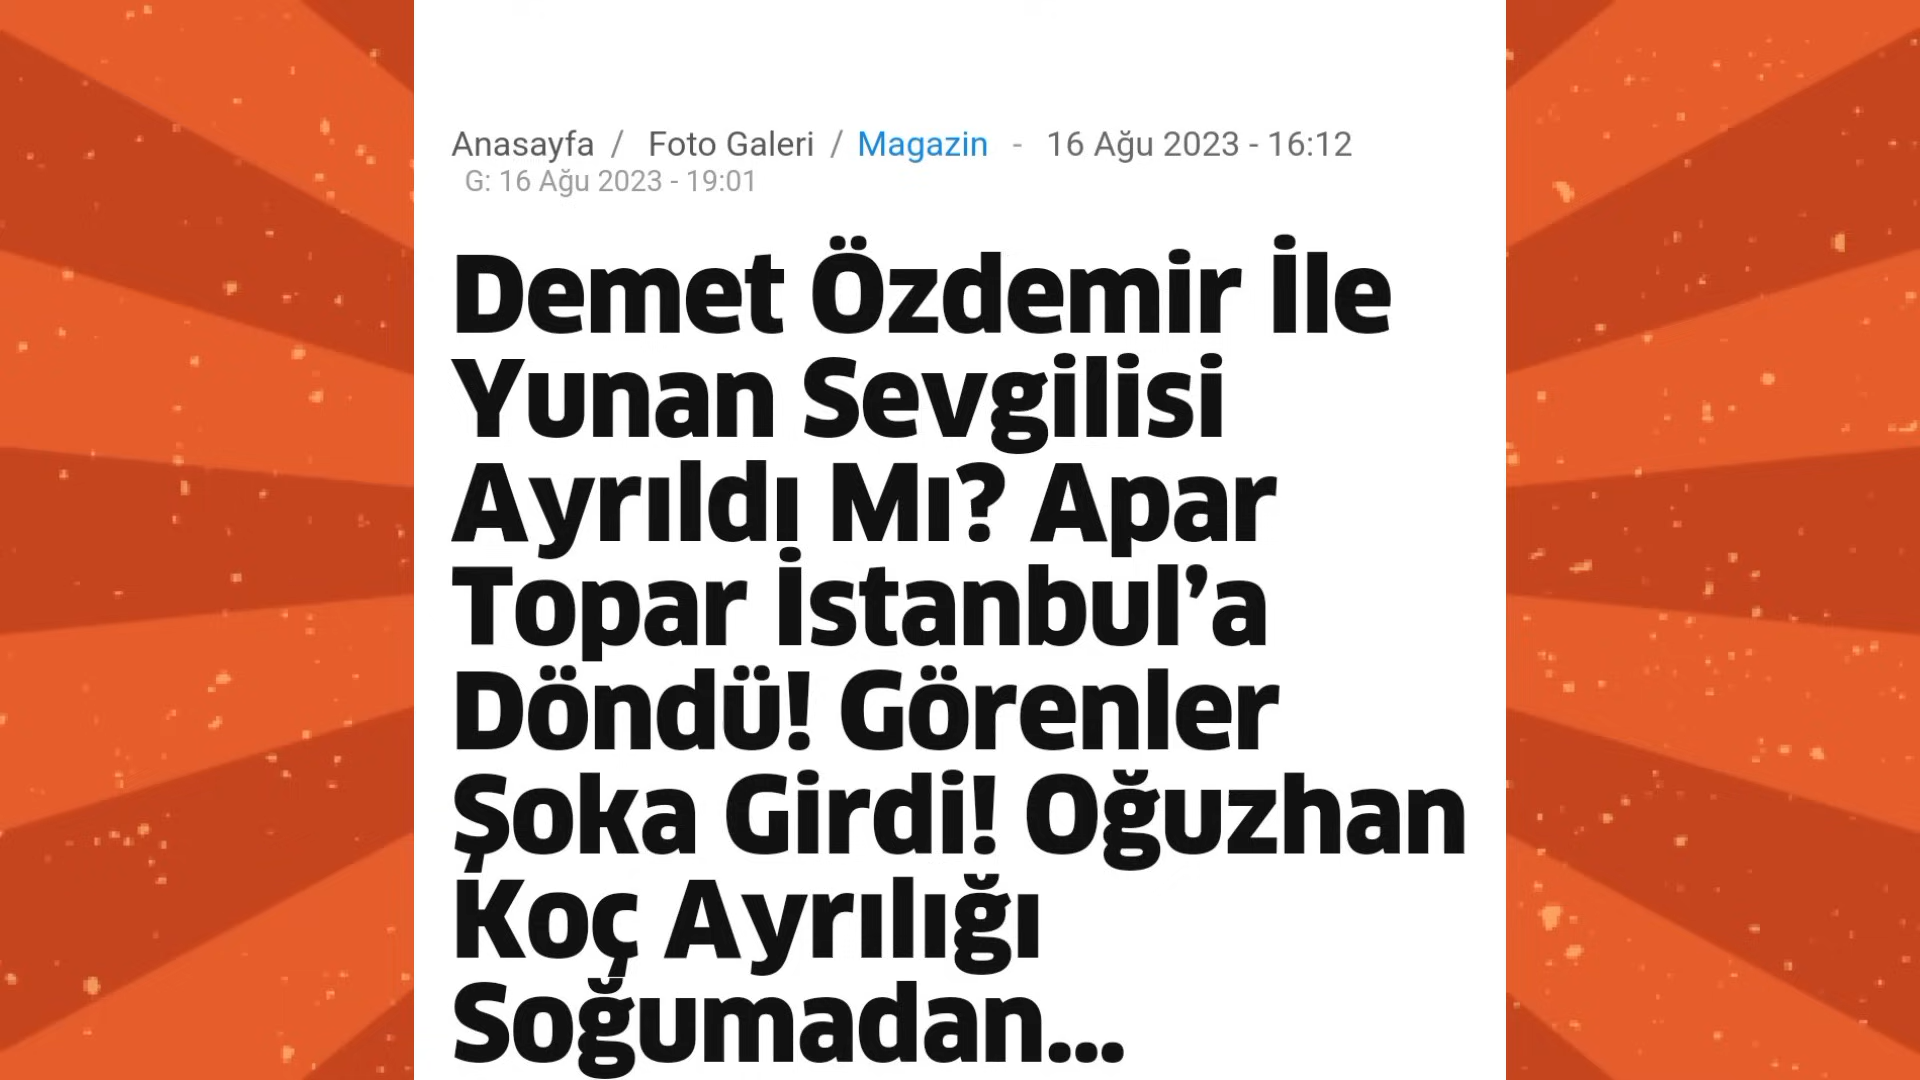 Anasayfa / Foto Galeri / Magazin - 16 Ağu 2023 - 16:12
G: 16 Ağu 2023 - 19:01
Demet Özdemir İle
Yunan Sevgilisi
Ayrıldı Mı? Apar
Topar İstanbul’a
Döndü! Görenler
Şoka Girdi! Oğuzhan
Koç Ayrılığı
Soğumadan...